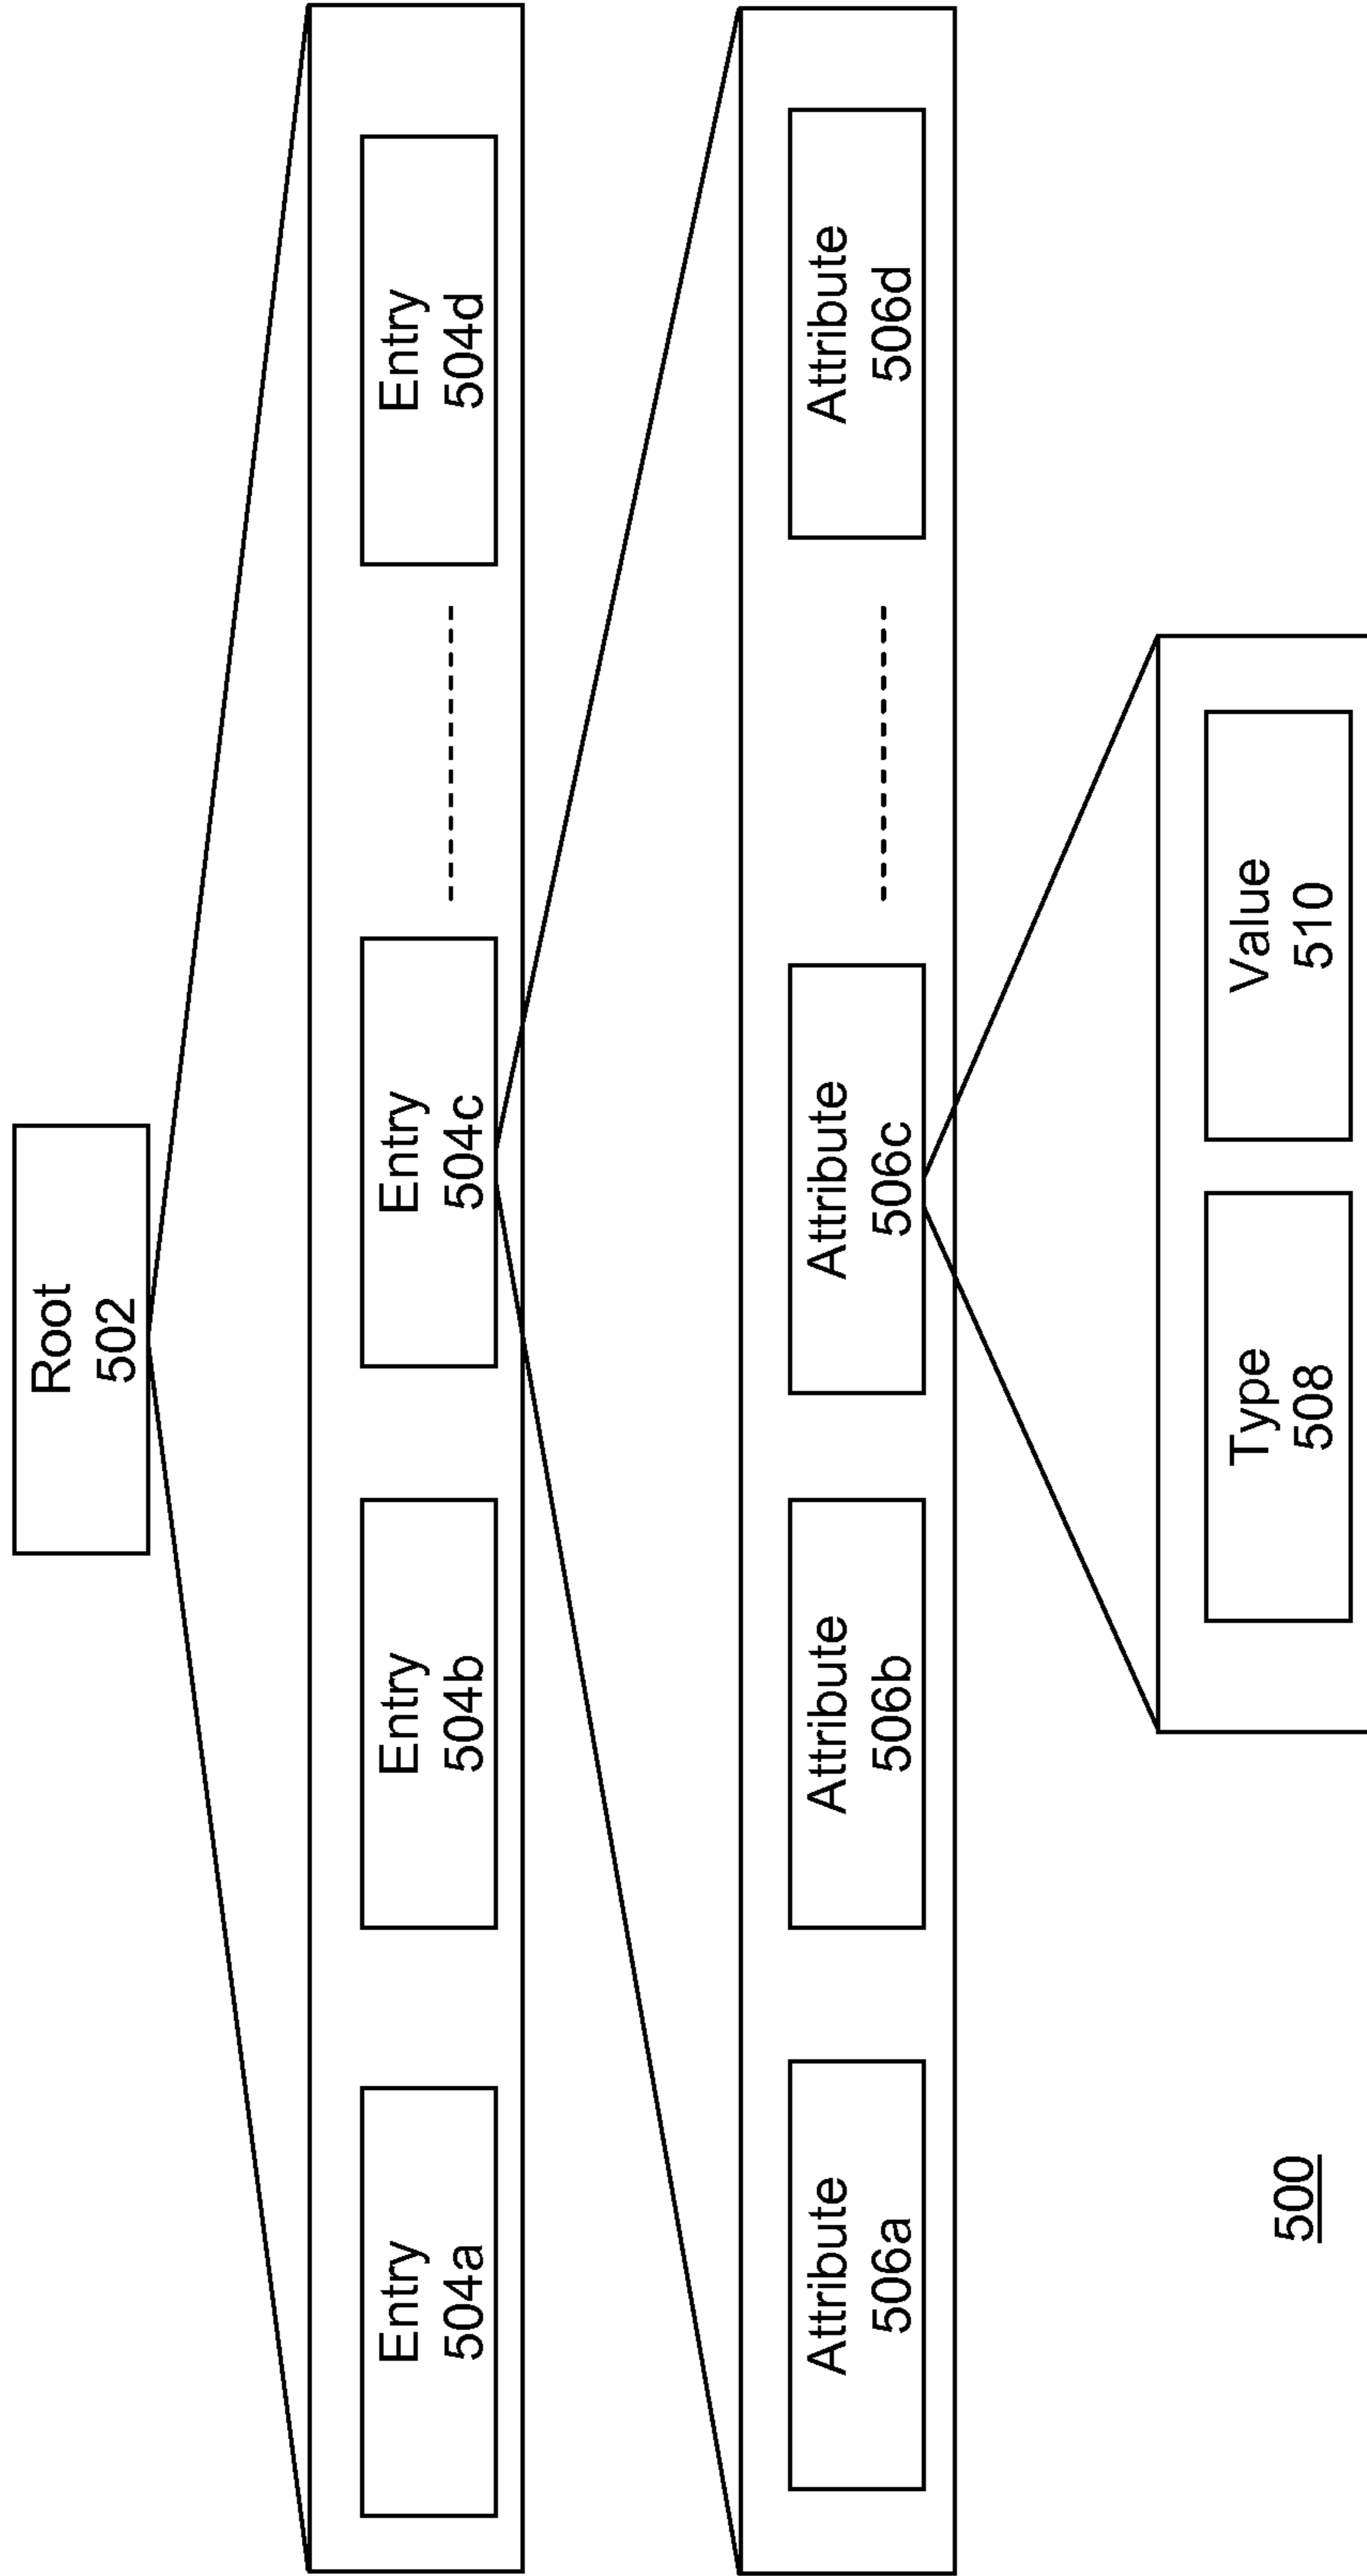 Root
502
Entry
504a
Entry
504b
Entry
504c
Entry
504d
Attribute
506a
Attribute
506b
Attribute
506c
Attribute
506d
Type
508
Value
510
500